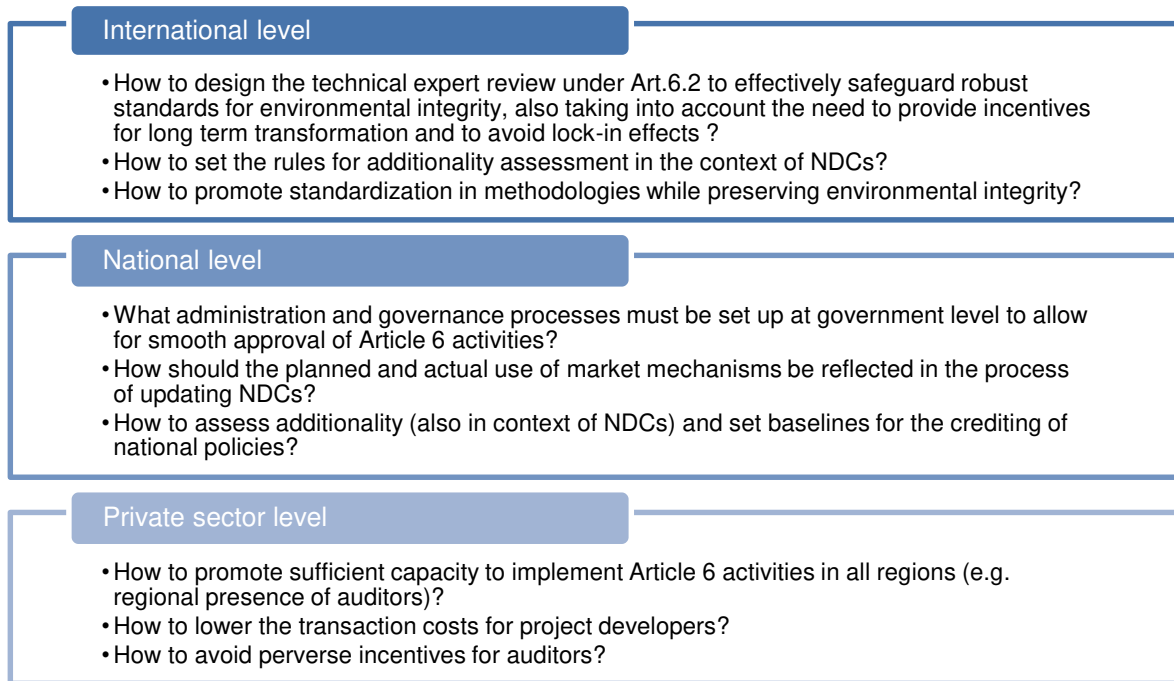 International level
• How to design the technical expert review under Art.6.2 to effectively safeguard robust
standards for environmental integrity, also taking into account the need to provide incentives
for long term transformation and to avoid lock-in effects ?
• How to set the rules for additionality assessment in the context of NDCs?
• How to promote standardization in methodologies while preserving environmental integrity?
National level
• What administration and governance processes must be set up at government level to allow
for smooth approval of Article 6 activities?
• How should the planned and actual use of market mechanisms be reflected in the process
of updating NDCs?
• How to assess additionality (also in context of NDCs) and set baselines for the crediting of
national policies?
Private sector level
• How to promote sufficient capacity to implement Article 6 activities in all regions (e.g.
regional presence of auditors)?
• How to lower the transaction costs for project developers?
• How to avoid perverse incentives for auditors?